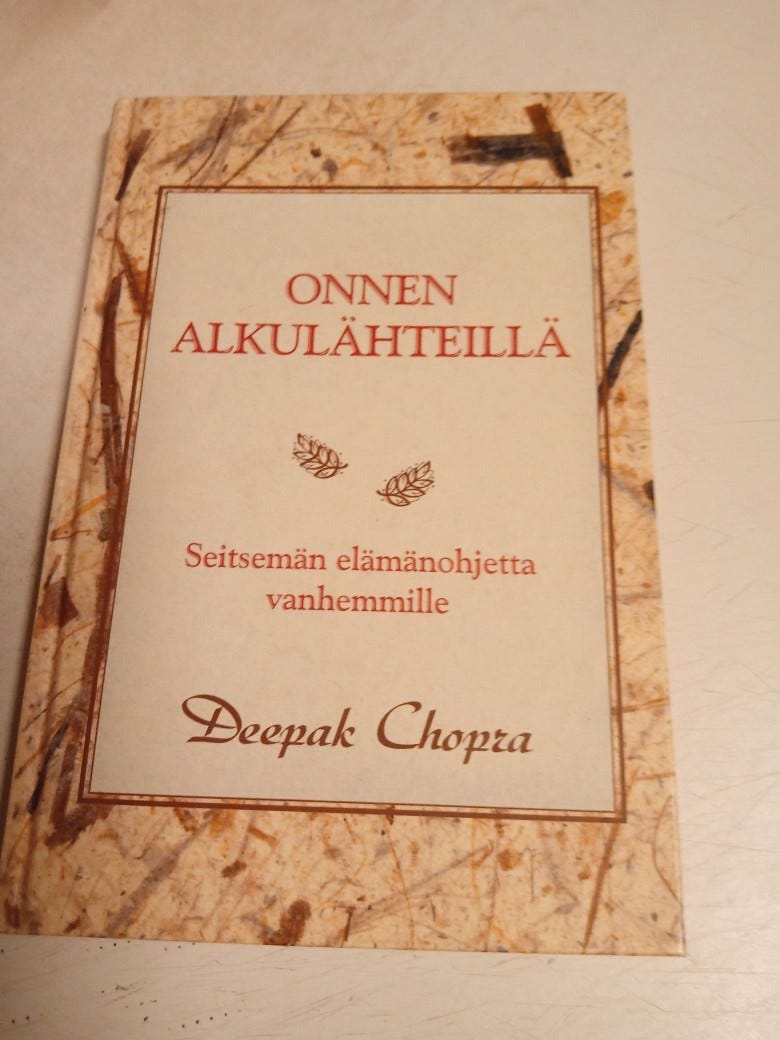 ONNEN
ALKULÄHTEILLÄ
Seitsemän elämänohjetta
vanhemmille
Deepak Chopra